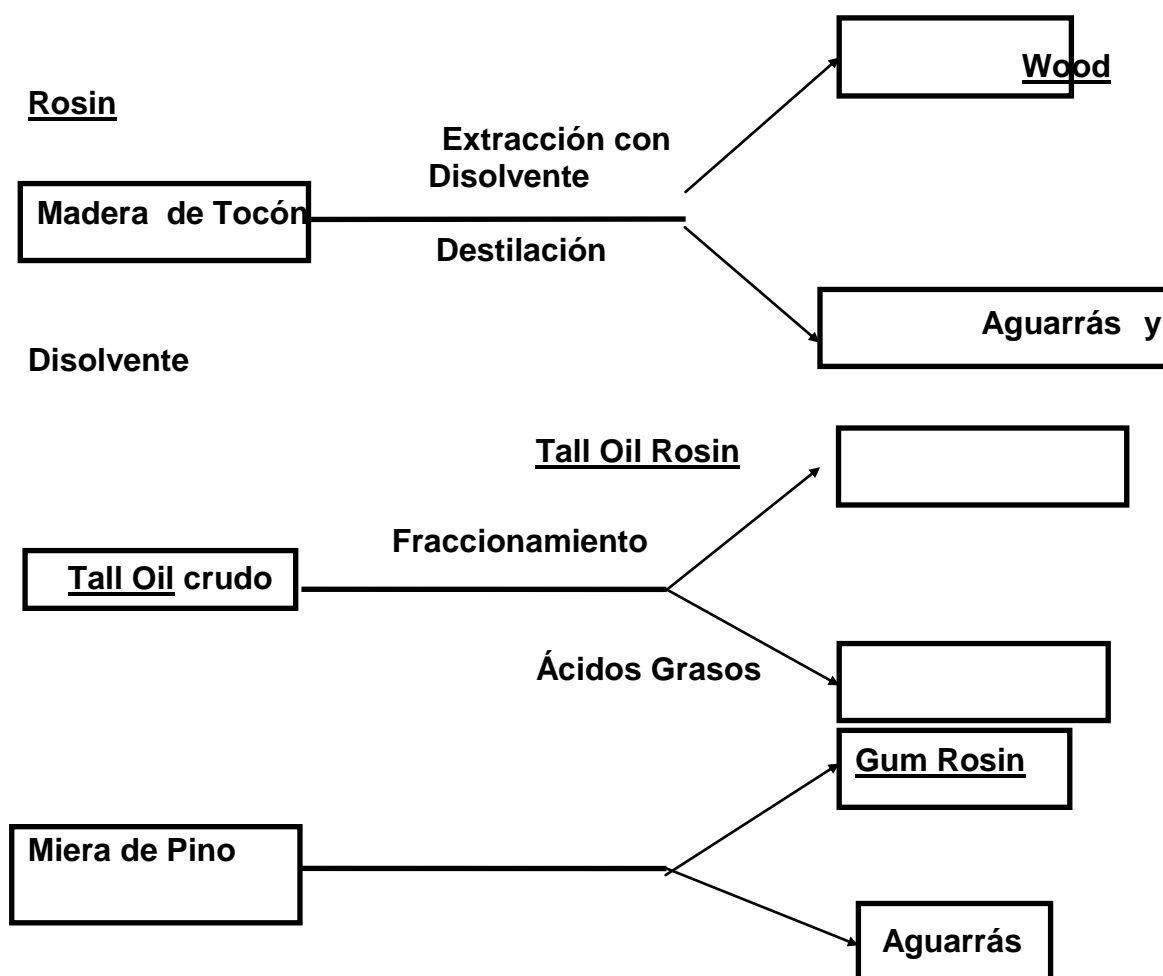 Wood
Rosin
Extracción con
Disolvente
Madera de Tocón
Destilación
Aguarrás y
Disolvente
Tall Oil Rosin
Fraccionamiento
Tall Oil crudo
Ácidos Grasos
Gum Rosin
Miera de Pino
Aguarrás